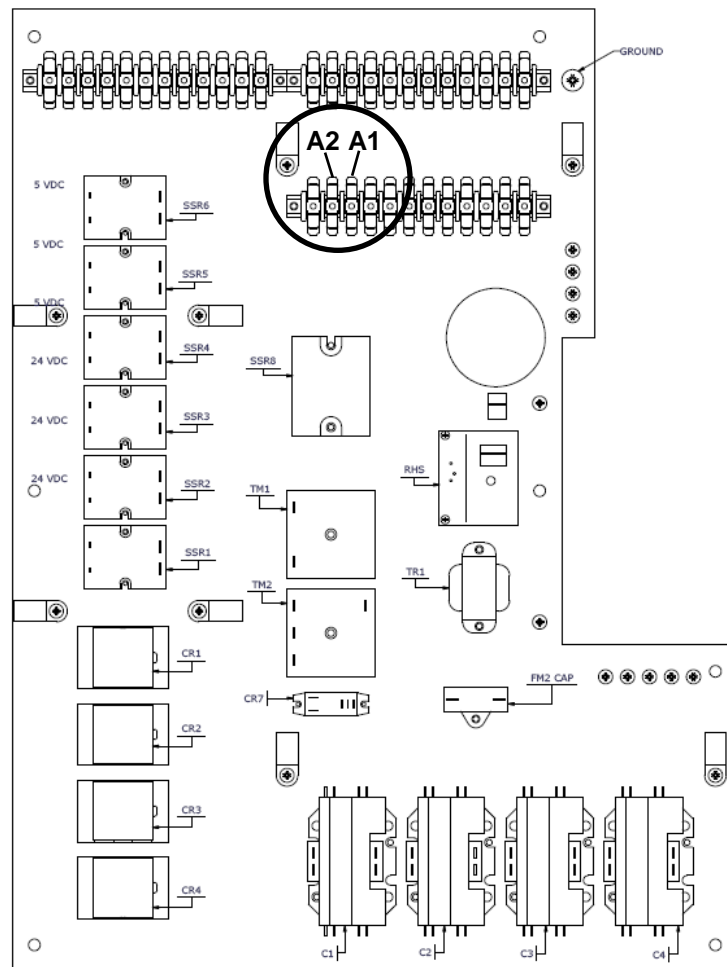 GROUND
A2 A1
5 VDC
SSR6
5 VDC
SSR5
5 VDC
SSR4
24 VDC
SSR8
SSR3
24 VDC
RHS
24 VDC
SSR2
TM1
SSR1
TM2
TR1
CR1
CR7
FM2 CAP
CR2
CR3
CR4
C1
C2
C3
C4